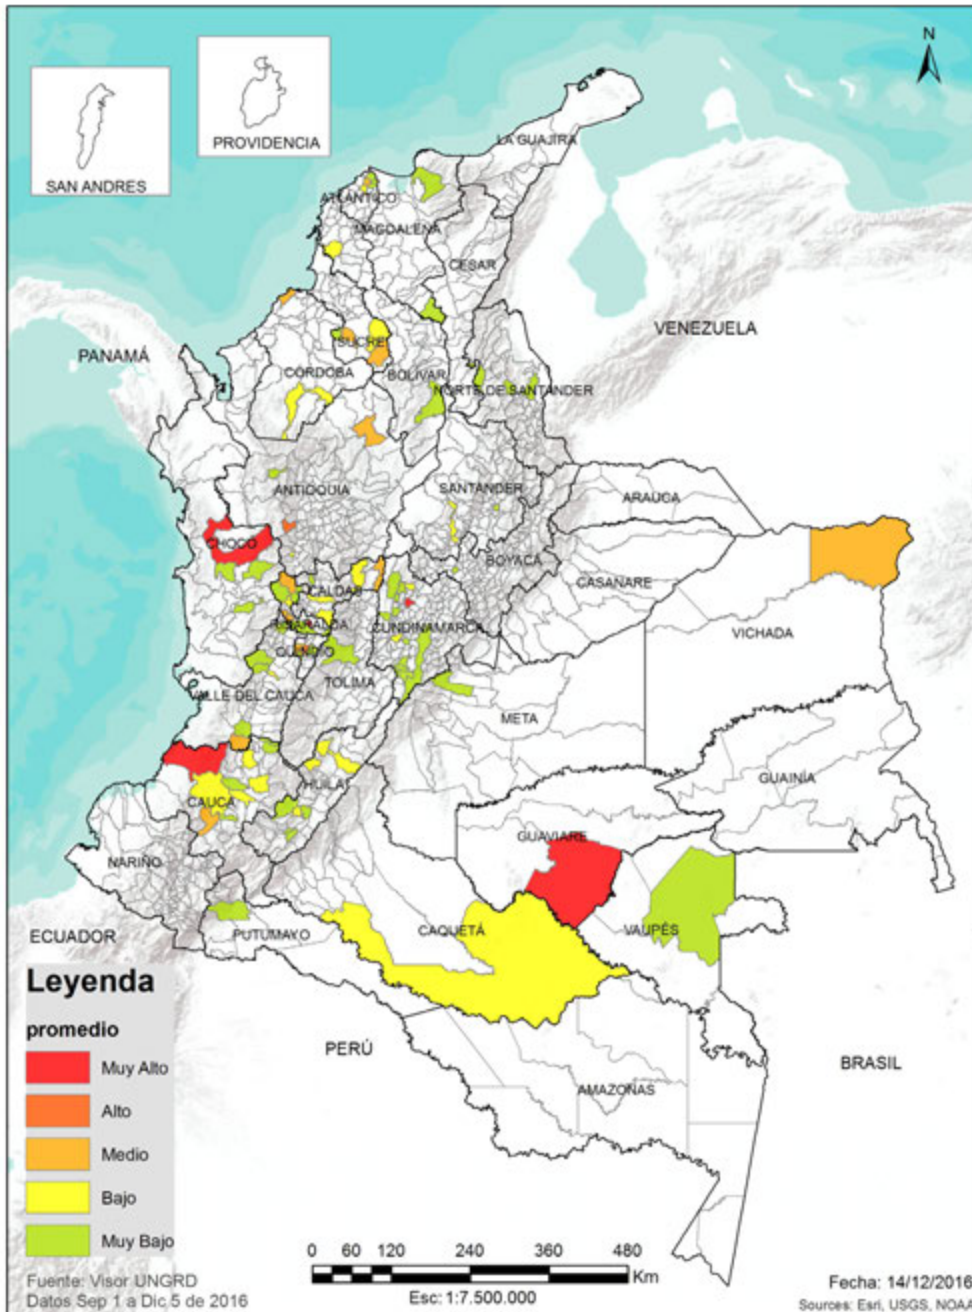 N
PROVIDENCIA
SAN ANDRES
LA GUAJIRA
ATLANTICO
MAGDALENA
CESAR
VENEZUELA
PANAMÁ
SUCRE
CORDOBA
BOLIVAR
NORTE DE SANTANDER
ANTIOQUIA
SANTANDER
ARAUCA
CHOCO
BOYACA
CASANARE
CALDAS
RISARALDA
CUNDINAMARCA
VICHADA
QUINDIO
TOLIMA
VALLE DEL CAUCA
META
GUAINÍA
HUILA
CAUCA
GUAVIARE
NARIÑO
ECUADOR
PUTUMAYO
CAQUETÁ
VAUPÉS
Leyenda
promedio
Muy Alto
Alto
Medio
Bajo
Muy Bajo
PERÚ
BRASIL
AMAZONAS
0 60 120 240 360 480
Km
Esc: 1:7.500.000
Fuente: Visor UNGRD
Datos Sep 1 a Dic 5 de 2016
Fecha: 14/12/2016
Sources: Esri, USGS, NOAA